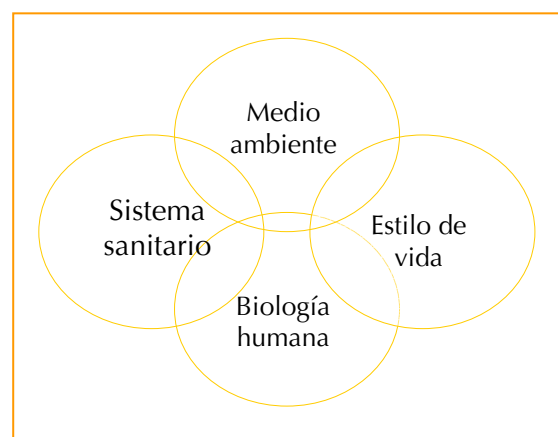 Medio
ambiente
Sistema
sanitario
Estilo de
vida
Biología
humana